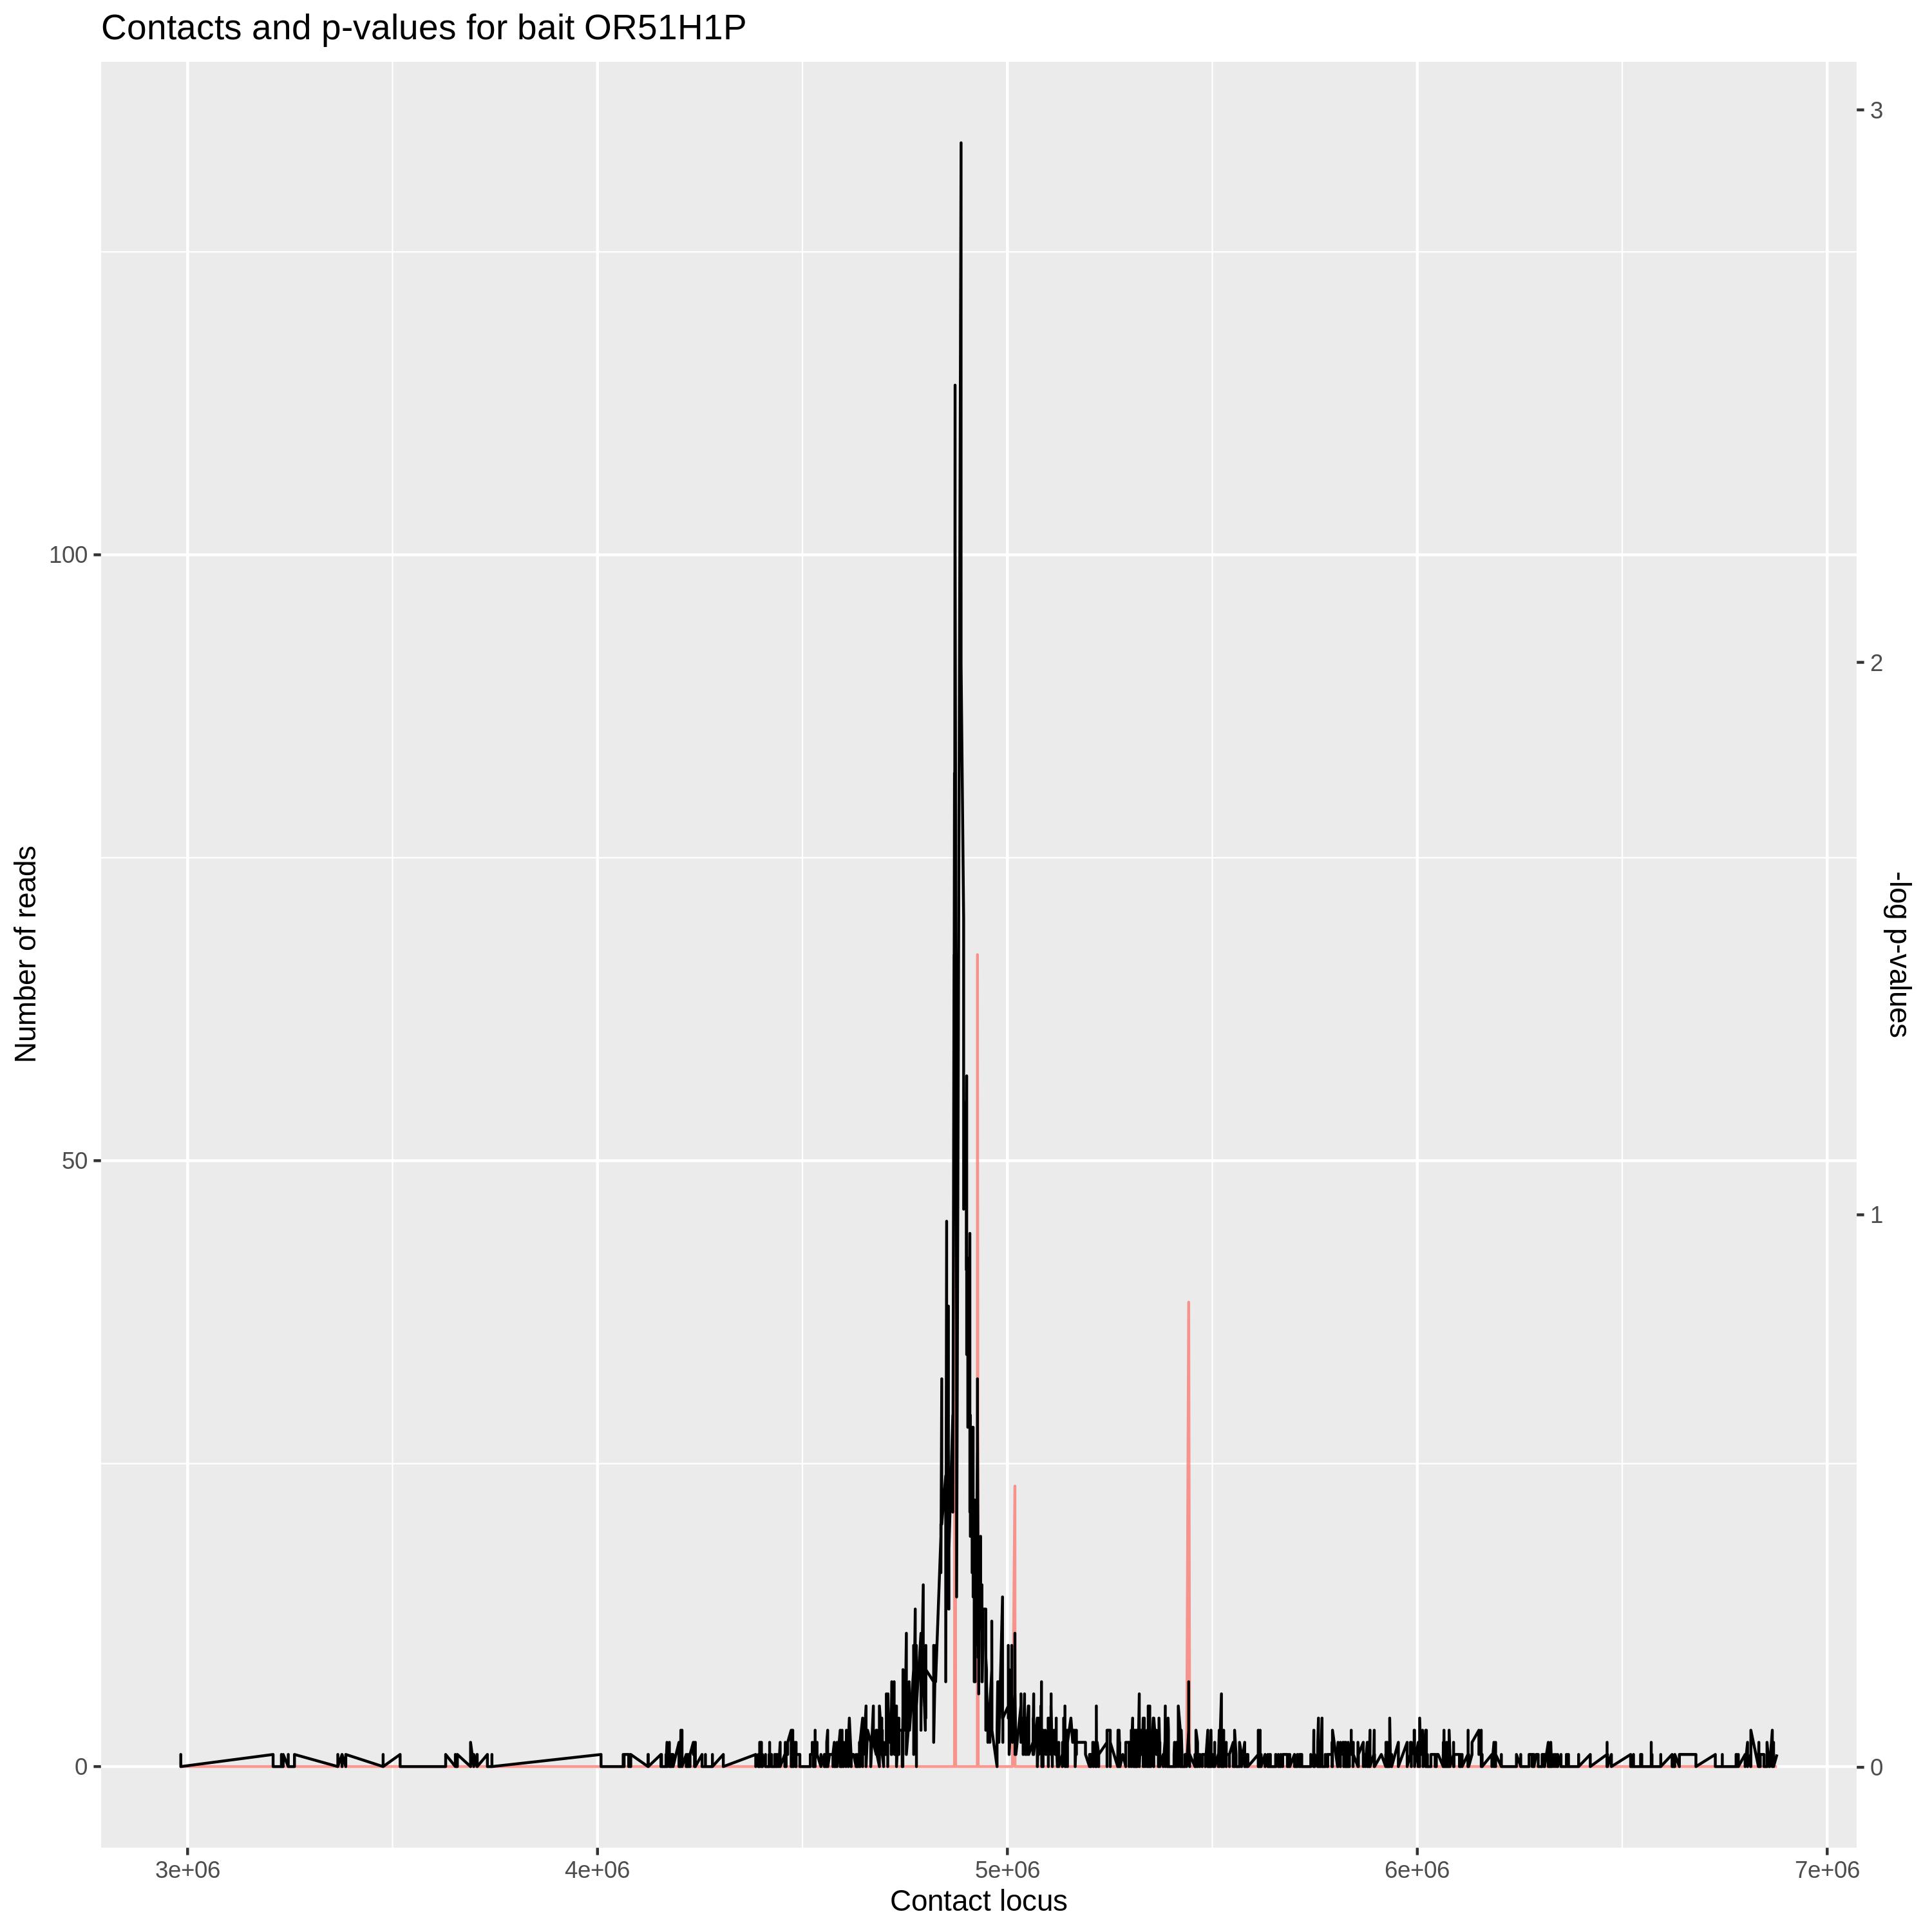 Contacts and p-values for bait OR51H1P
3
100
2
Number of reads
-log p-values
50
1
0
0
3e+06
4e+06
5e+06
6e+06
7e+06
Contact locus